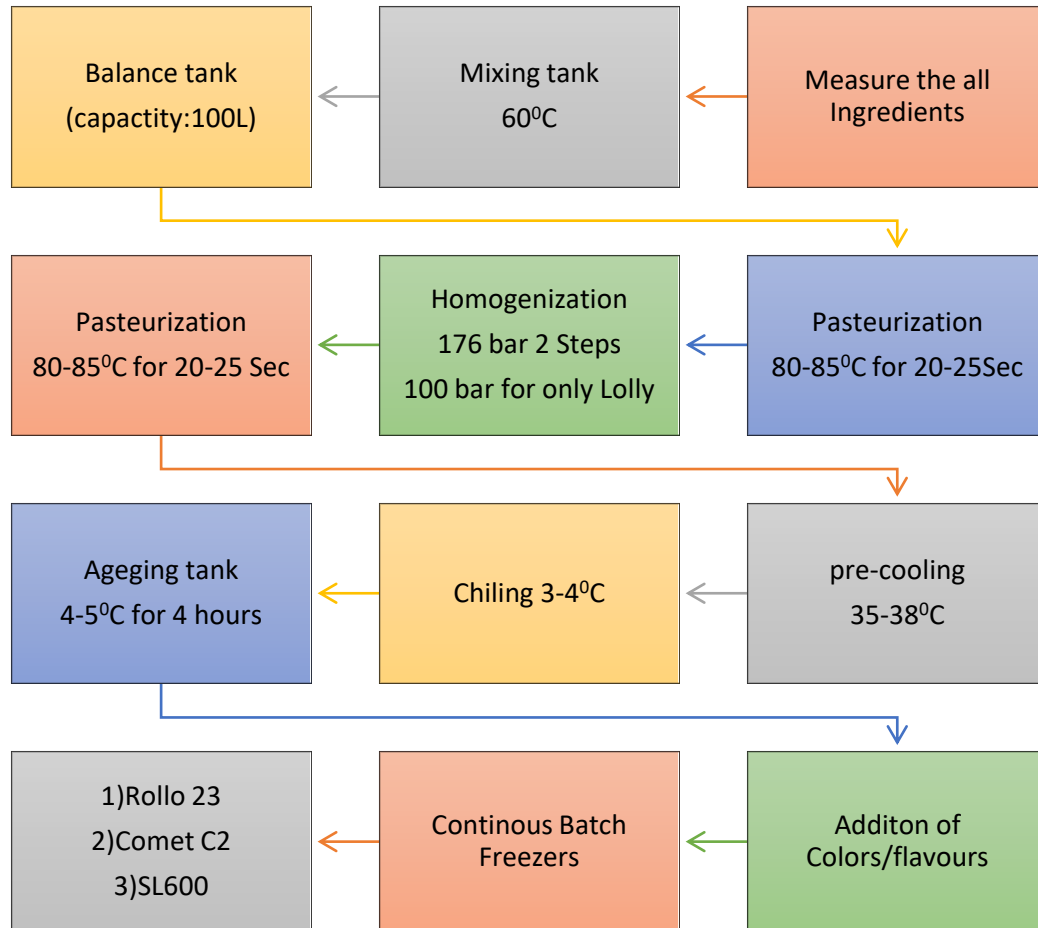 Balance tank
(capactity:100L)
Mixing tank
60⁰C
Measure the all
Ingredients
Pasteurization
80-85⁰C for 20-25 Sec
Homogenization
176 bar 2 Steps
100 bar for only Lolly
Pasteurization
80-85⁰C for 20-25Sec
Ageging tank
4-5⁰C for 4 hours
Chiling 3-4⁰C
pre-cooling
35-38⁰C
1)Rollo 23
2)Comet C2
3)SL600
Continous Batch
Freezers
Additon of
Colors/flavours